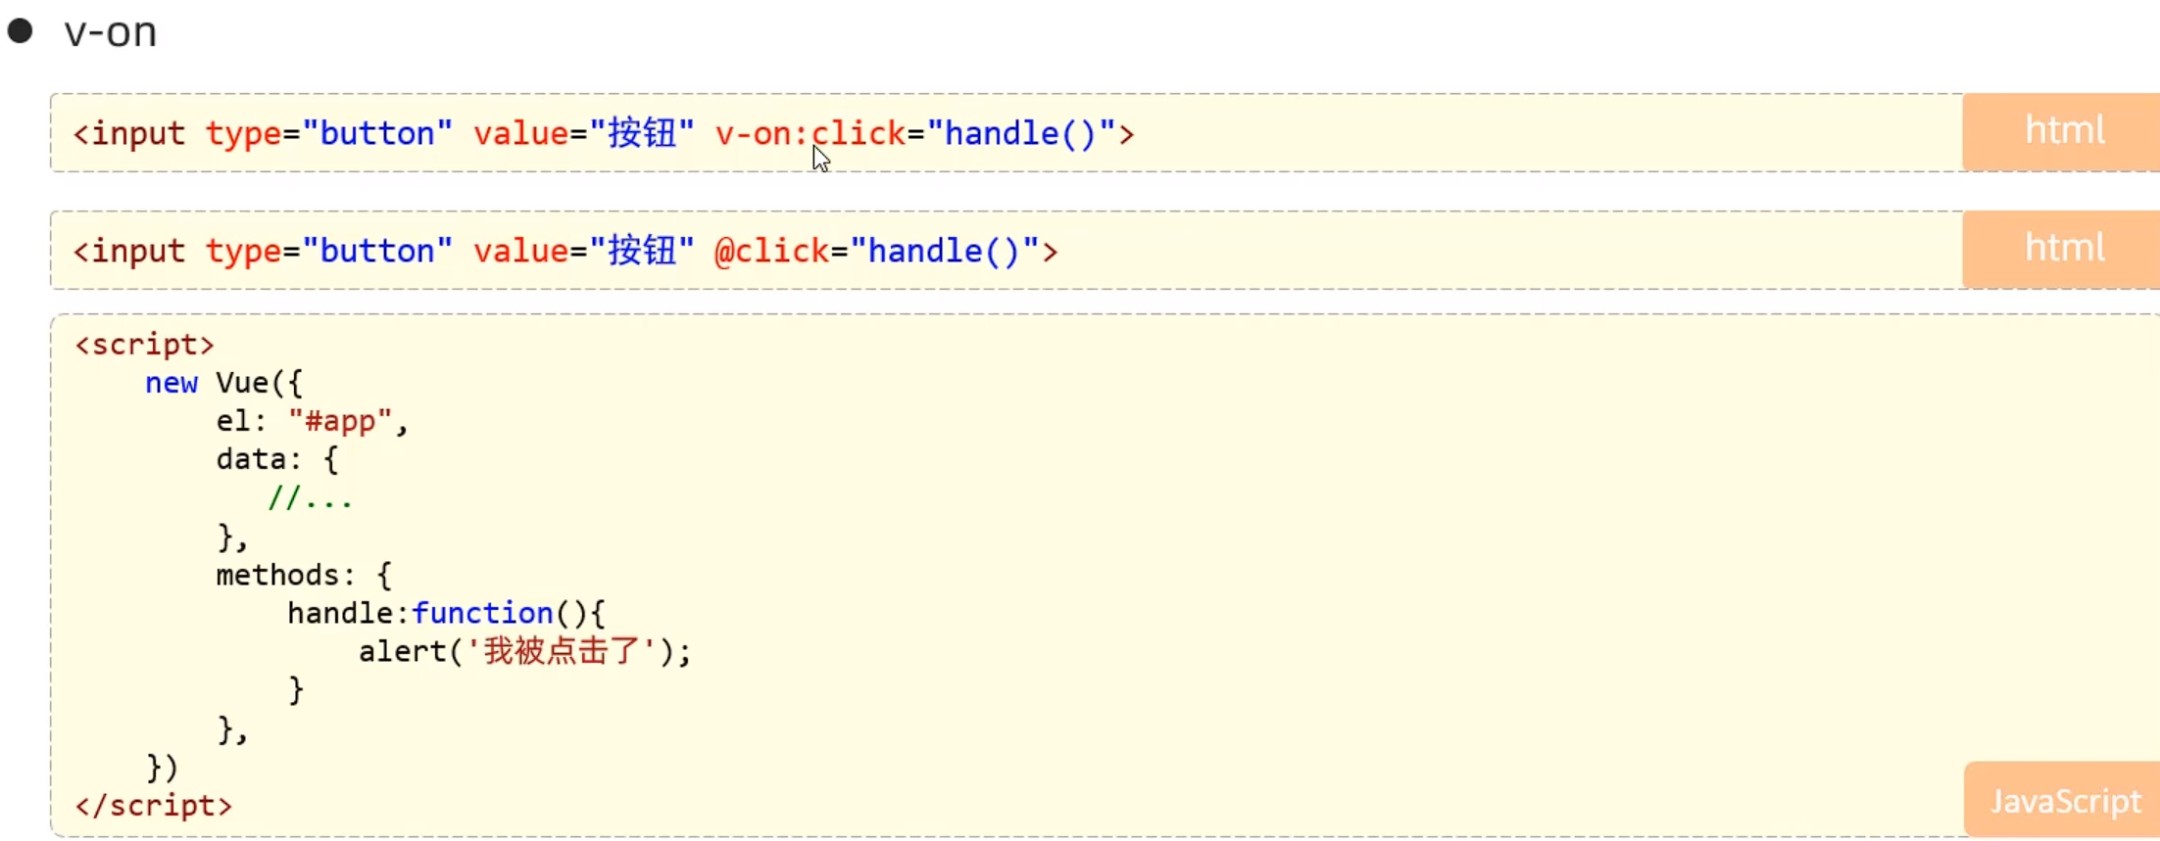 v-on
<input type="button" value="按钮" v-on:click="handle()">
html
<input type="button" value="按钮" @click="handle()">
html
<script>
new Vue({
el: "#app",
data: {
//...
},
methods: {
handle:function(){
alert('我被点击了');
}
},
})
</script>
JavaScript